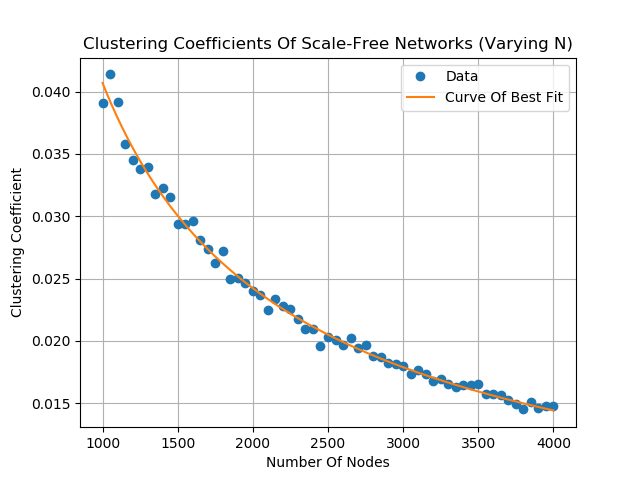 Clustering Coefficients Of Scale-Free Networks (Varying N)
Data
Curve Of Best Fit
Clustering Coefficient
0.040
0.035
0.030
0.025
0.020
0.015
1000 1500 2000 2500 3000 3500 4000
Number Of Nodes